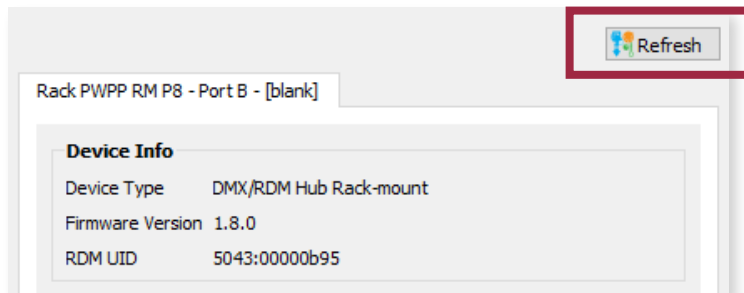 Refresh
Rack PWPP RM P8 - Port B - [blank]
Device Info
Device Type DMX/RDM Hub Rack-mount
Firmware Version 1.8.0
RDM UID 5043:00000b95